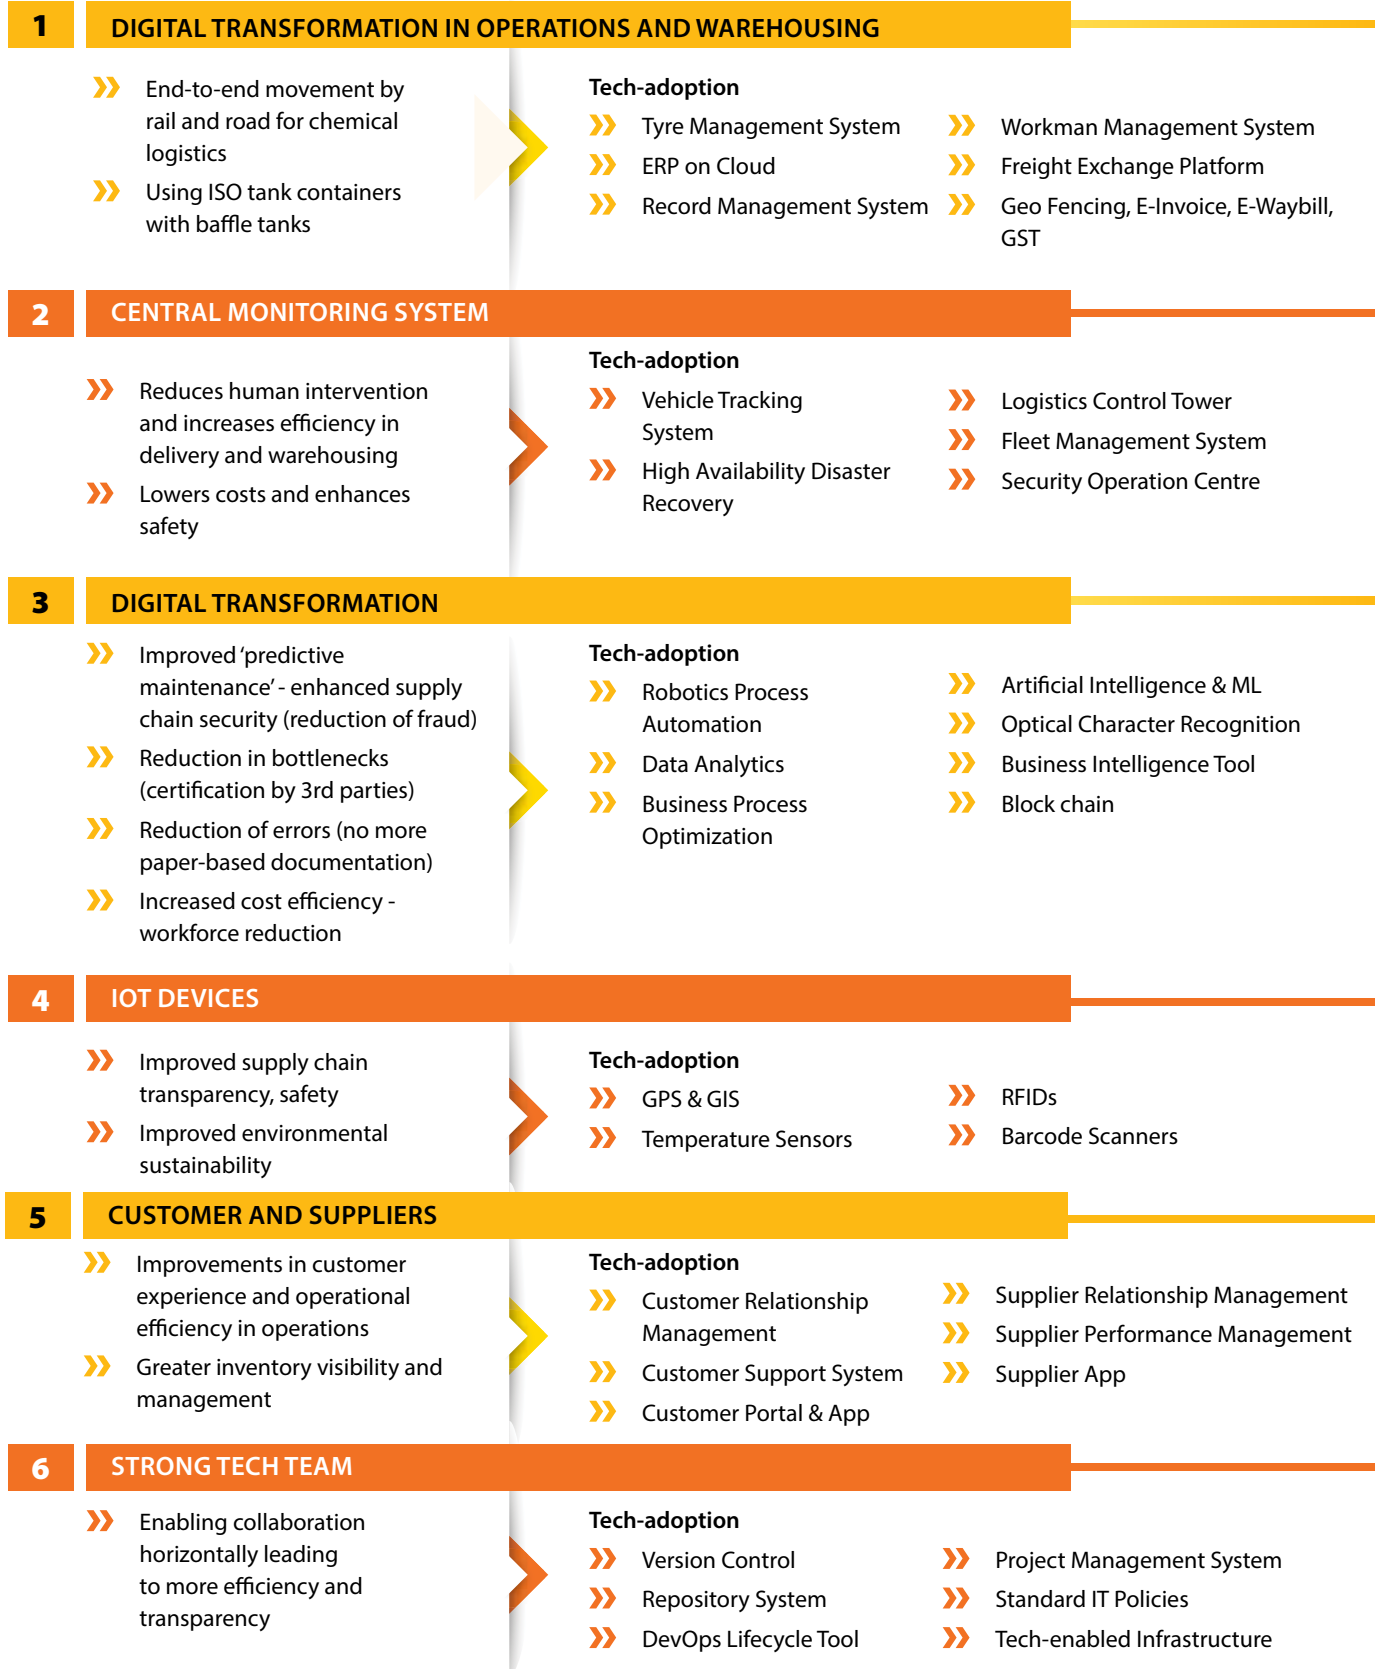 1
DIGITAL TRANSFORMATION IN OPERATIONS AND WAREHOUSING
End-to-end movement by
rail and road for chemical
logistics
Using ISO tank containers
with baffle tanks
Tech-adoption
Tyre Management System
ERP on Cloud
Record Management System
Workman Management System
Freight Exchange Platform
Geo Fencing, E-Invoice, E-Waybill,
GST
2
CENTRAL MONITORING SYSTEM
Reduces human intervention
and increases efficiency in
delivery and warehousing
Lowers costs and enhances
safety
Tech-adoption
Vehicle Tracking
System
High Availability Disaster
Recovery
Logistics Control Tower
Fleet Management System
Security Operation Centre
3
DIGITAL TRANSFORMATION
Improved ‘predictive
maintenance’ - enhanced supply
chain security (reduction of fraud)
Reduction in bottlenecks
(certification by 3rd parties)
Reduction of errors (no more
paper-based documentation)
Increased cost efficiency -
workforce reduction
Tech-adoption
Robotics Process
Automation
Data Analytics
Business Process
Optimization
Artificial Intelligence & ML
Optical Character Recognition
Business Intelligence Tool
Block chain
4
IOT DEVICES
Improved supply chain
transparency, safety
Improved environmental
sustainability
Tech-adoption
GPS & GIS
Temperature Sensors
RFIDs
Barcode Scanners
5
CUSTOMER AND SUPPLIERS
Improvements in customer
experience and operational
efficiency in operations
Greater inventory visibility and
management
Tech-adoption
Customer Relationship
Management
Customer Support System
Customer Portal & App
Supplier Relationship Management
Supplier Performance Management
Supplier App
6
STRONG TECH TEAM
Enabling collaboration
horizontally leading
to more efficiency and
transparency
Tech-adoption
Version Control
Repository System
DevOps Lifecycle Tool
Project Management System
Standard IT Policies
Tech-enabled Infrastructure